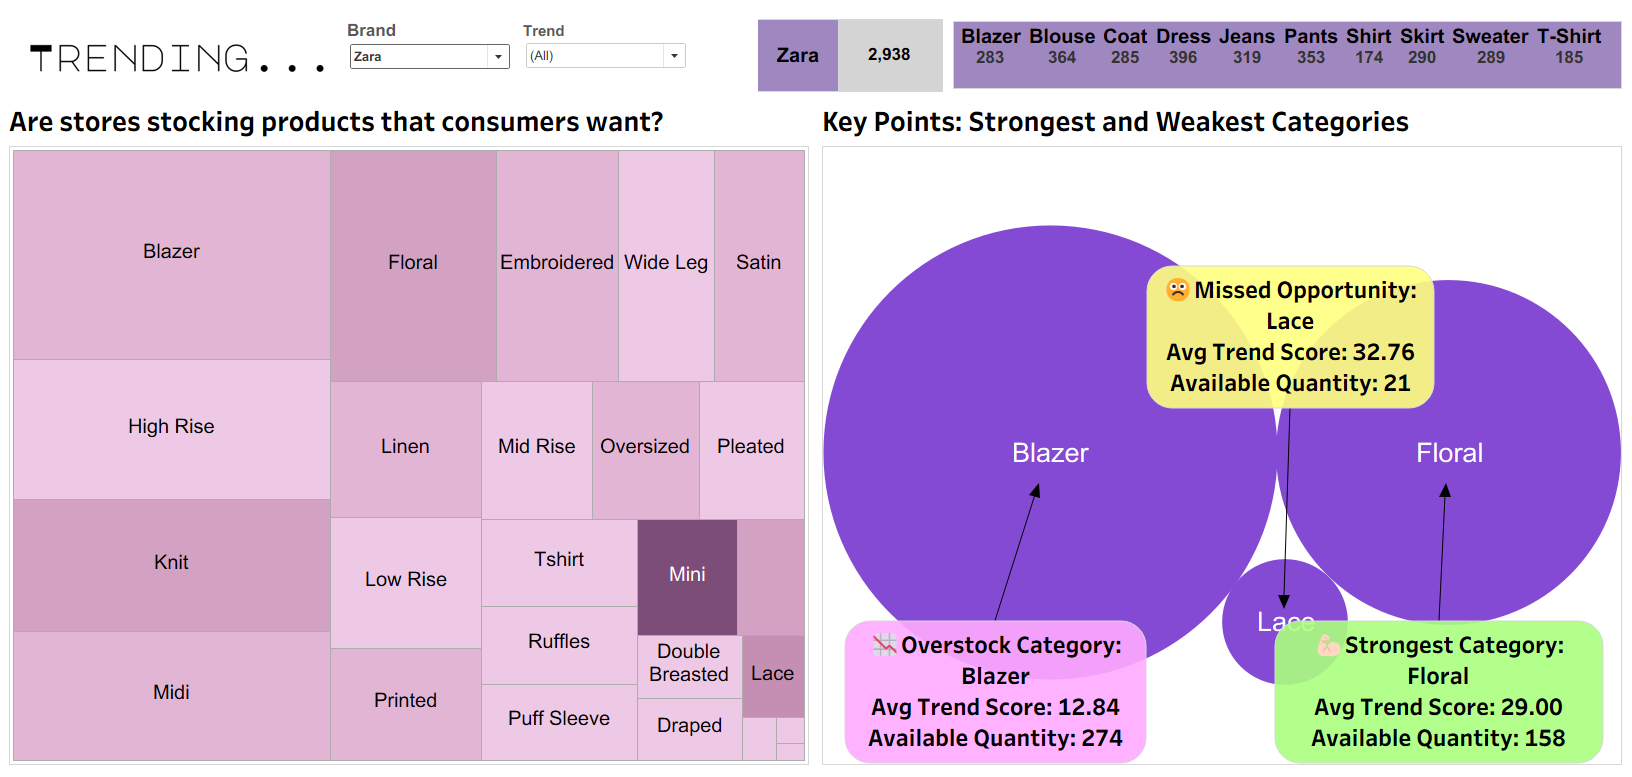 TRENDING...
Brand
Zara
Trend
(All)
Zara
2,938
Blazer Blouse Coat Dress Jeans Pants Shirt Skirt Sweater T-Shirt
283 364 285 396 319 353 174 290 289 185
Are stores stocking products that consumers want?
Blazer
High Rise
Knit
Midi
Floral
Embroidered
Wide Leg
Satin
Linen
Mid Rise
Oversized
Pleated
Low Rise
Printed
Tshirt
Ruffles
Puff Sleeve
Mini
Double
Breasted
Draped
Lace
Key Points: Strongest and Weakest Categories
Missed Opportunity:
Lace
Avg Trend Score: 32.76
Available Quantity: 21
Blazer
Floral
Lace
Overstock Category:
Blazer
Avg Trend Score: 12.84
Available Quantity: 274
Strongest Category:
Floral
Avg Trend Score: 29.00
Available Quantity: 158